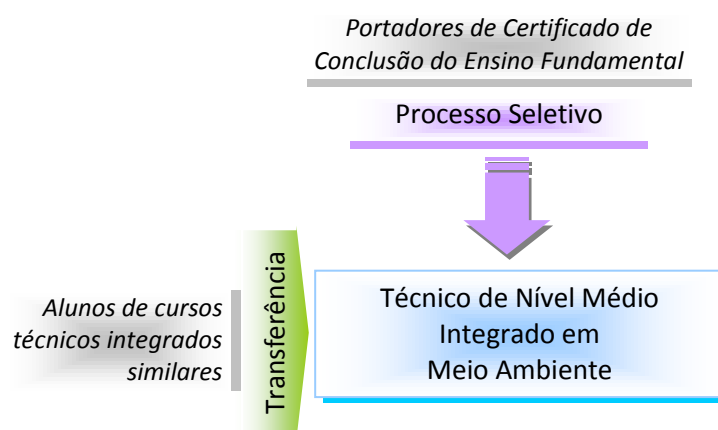 Portadores de Certificado de
Conclusão do Ensino Fundamental
Processo Seletivo
Alunos de cursos
técnicos integrados
similares
Transferência
Técnico de Nível Médio
Integrado em
Meio Ambiente